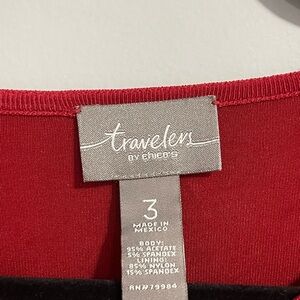 travelers
BY CHICO'S
3
MADE IN
MEXICO
BODY:
95% ACETATE
5% SPANDEX
LINING:
85% NYLON
15% SPANDEX
RN# 79984